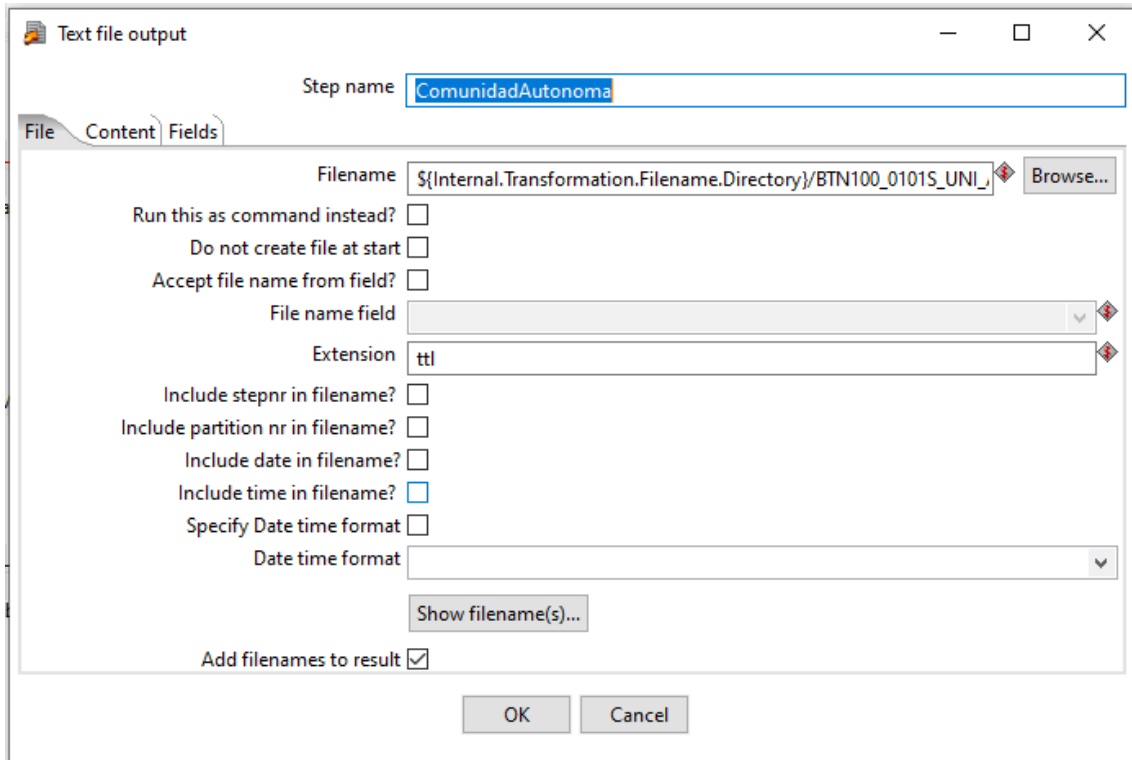 Text file output
Step name ComunidadAutonoma
File Content Fields
Filename ${Internal.Transformation.Filename.Directory}/BTN100_0101S_UNI_ Browse...
Run this as command instead?
Do not create file at start
Accept file name from field?
File name field
Extension ttl
Include stepnr in filename?
Include partition nr in filename?
Include date in filename?
Include time in filename?
Specify Date time format
Date time format
Show filename(s)...
Add filenames to result
OK Cancel